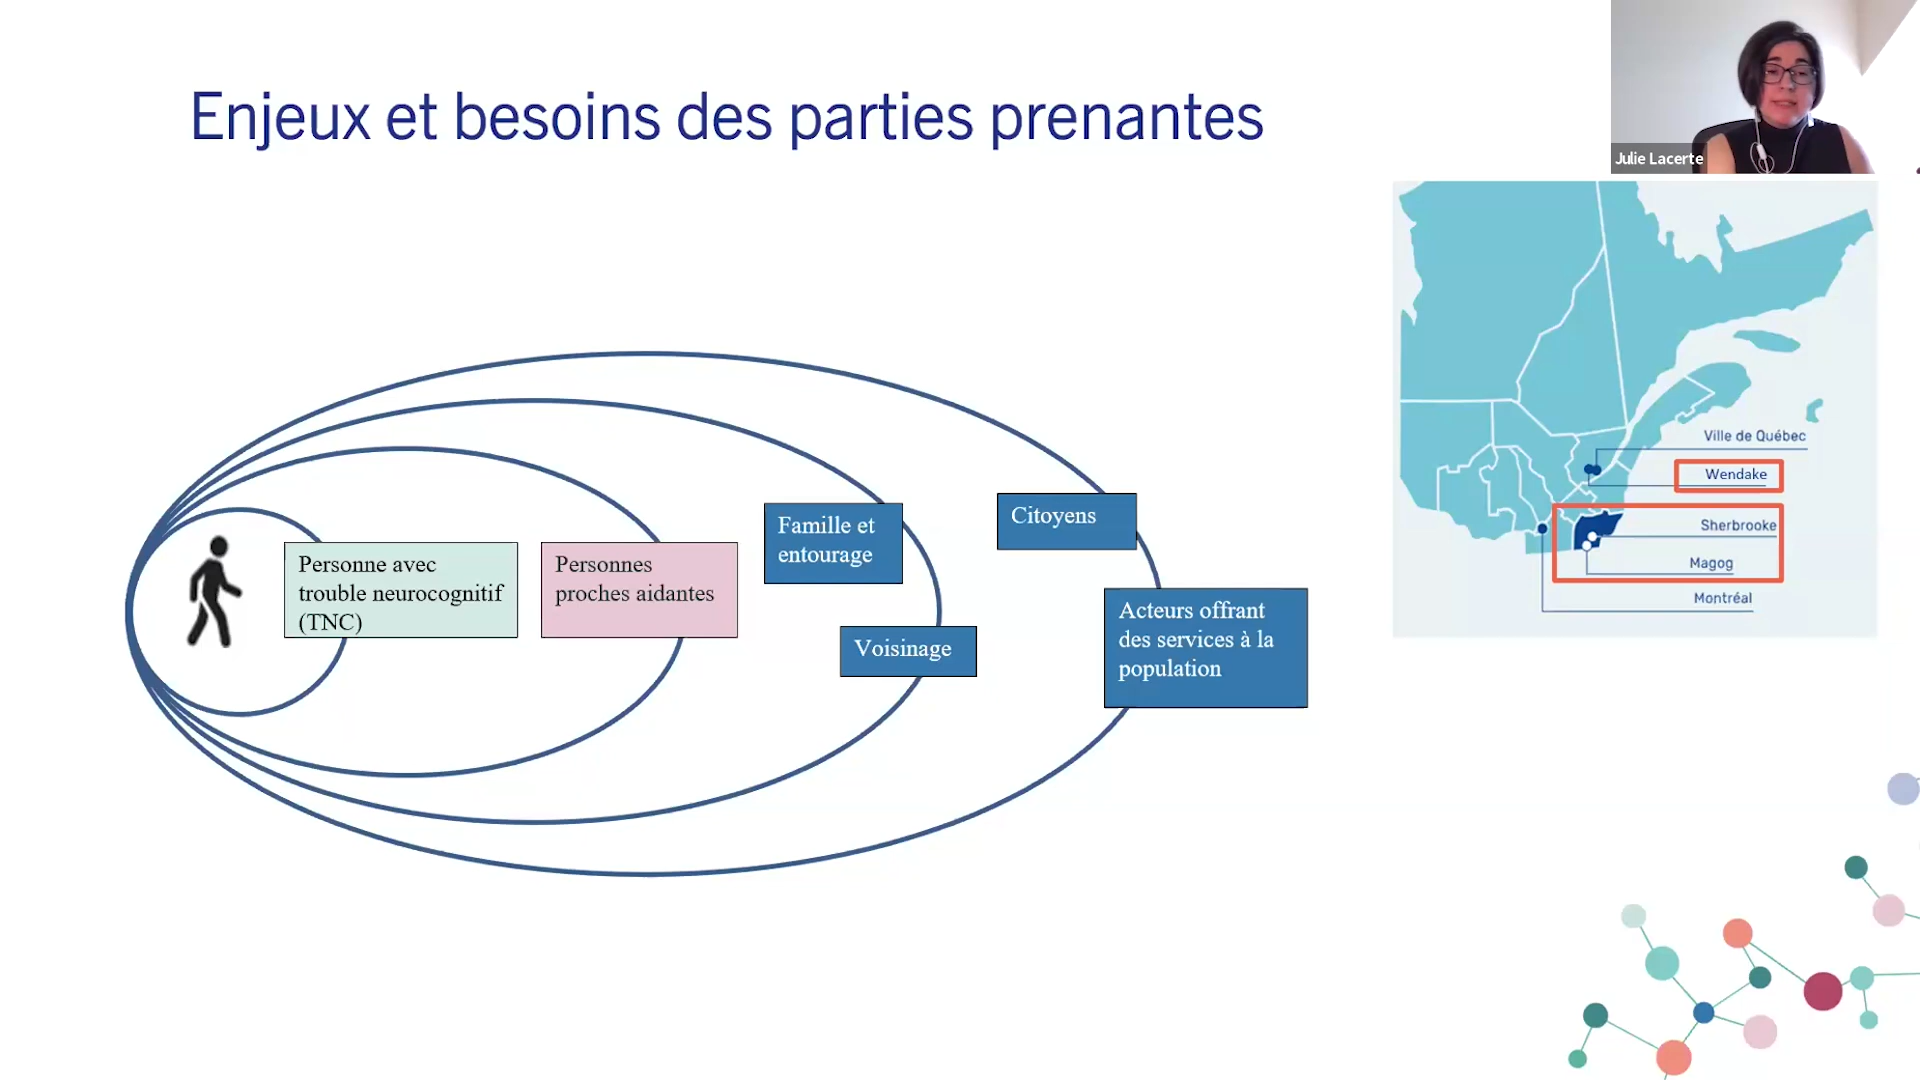 Enjeux et besoins des parties prenantes
Julie Lacerte
Personne avec
trouble neurocognitif
(TNC)
Personnes
proches aidantes
Famille et
entourage
Voisinage
Citoyens
Acteurs offrant
des services à la
population
Ville de Québec
Wendake
Sherbrooke
Magog
Montréal